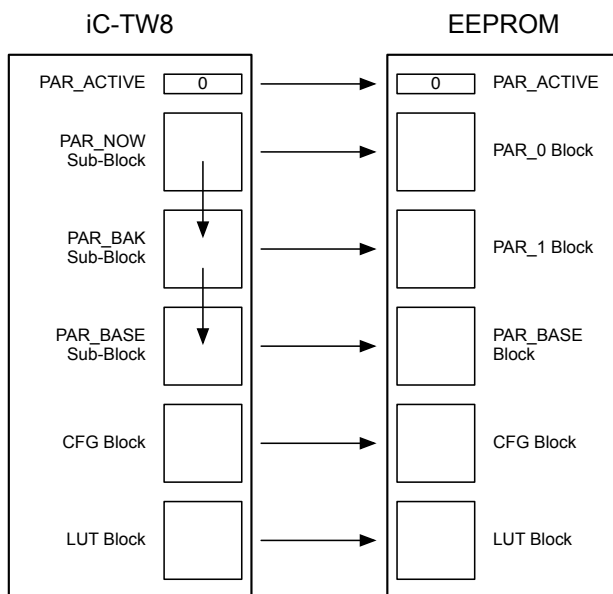 iC-TW8
EEPROM
PAR_ACTIVE
0
0
PAR_ACTIVE
PAR_NOW
Sub-Block
PAR_0 Block
PAR_BAK
Sub-Block
PAR_1 Block
PAR_BASE
Sub-Block
PAR_BASE
Block
CFG Block
CFG Block
LUT Block
LUT Block